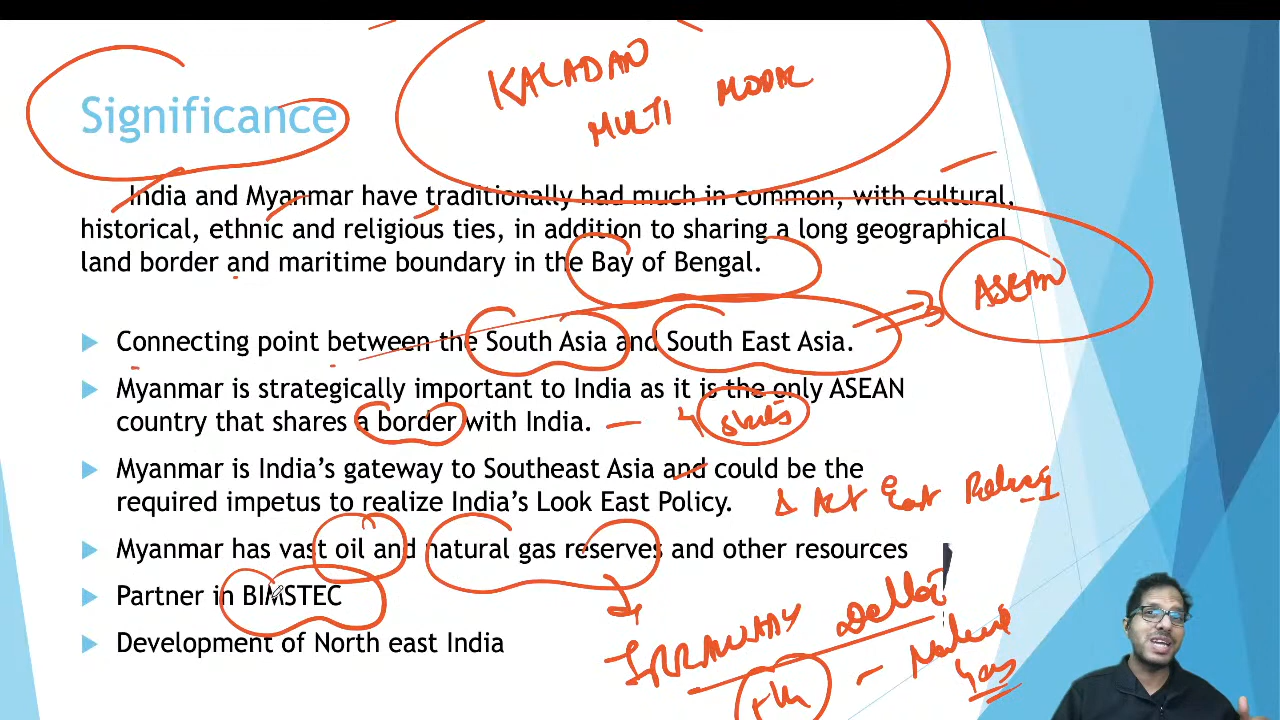 KALADAN
MULTI MODAL
Significance
India and Myanmar have traditionally had much in common, with cultural,
historical, ethnic and religious ties, in addition to sharing a long geographical
land border and maritime boundary in the Bay of Bengal.
ASEAN
Connecting point between the South Asia and South East Asia.
Myanmar is strategically important to India as it is the only ASEAN
country that shares a border with India. 4 states
Myanmar is India's gateway to Southeast Asia and could be the
required impetus to realize India's Look East Policy. & Act East Policy
Myanmar has vast oil and natural gas reserves and other resources
Partner in BIMSTEC
IRRAWADDY Delta
Development of North east India
Natural
Gas